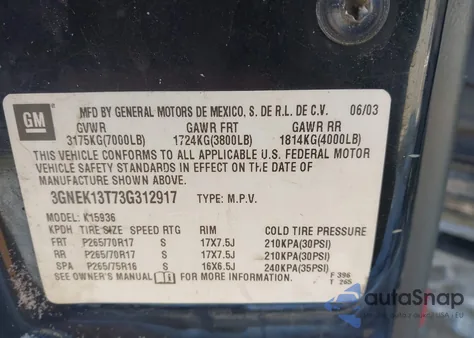 GM
MFD BY GENERAL MOTORS DE MEXICO, S. DE R.L. DE C.V. 06/03
GVWR GAWR FRT GAWR RR
3175KG(7000LB) 1724KG(3800LB) 1814KG(4000LB)
THIS VEHICLE CONFORMS TO ALL APPLICABLE U.S. FEDERAL MOTOR
VEHICLE SAFETY STANDARDS IN EFFECT ON THE DATE OF
MANUFACTURE SHOWN ABOVE.
3GNEK13T73G312917 TYPE: M.P.V.
MODEL: K15936
KPDH TIRE SIZE SPEED RTG RIM COLD TIRE PRESSURE
FRT P265/70R17 S 17X7.5J 210KPA(30PSI)
RR P265/70R17 S 17X7.5J 210KPA(30PSI)
SPA P265/75R16 S 16X6.5J 240KPA(35PSI)
SEE OWNER'S MANUAL FOR MORE INFORMATION. F 396
T 265
autoSnap